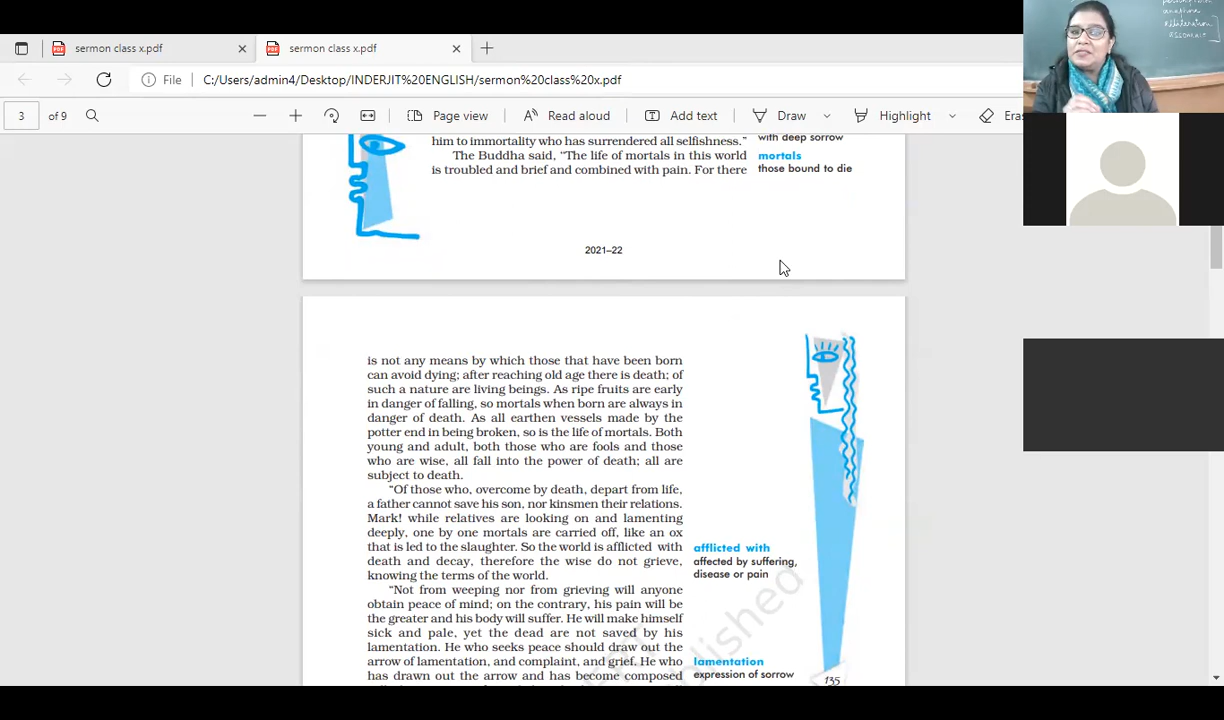 sermon class x.pdf
sermon class x.pdf
File
C:/Users/admin4/Desktop/INDERJIT%20ENGLISH/sermon%20class%20x.pdf
3 of 9
Page view
Read aloud
Add text
Draw
Highlight
Eras
anaphora
alliteration
assonance
him to immortality who has surrendered all selfishness."
The Buddha said, "The life of mortals in this world
is troubled and brief and combined with pain. For there
with deep sorrow
mortals
those bound to die
2021–22
is not any means by which those that have been born
can avoid dying; after reaching old age there is death; of
such a nature are living beings. As ripe fruits are early
in danger of falling, so mortals when born are always in
danger of death. As all earthen vessels made by the
potter end in being broken, so is the life of mortals. Both
young and adult, both those who are fools and those
who are wise, all fall into the power of death; all are
subject to death.
"Of those who, overcome by death, depart from life,
a father cannot save his son, nor kinsmen their relations.
Mark! while relatives are looking on and lamenting
deeply, one by one mortals are carried off, like an ox
that is led to the slaughter. So the world is afflicted with
death and decay, therefore the wise do not grieve,
knowing the terms of the world.
"Not from weeping nor from grieving will anyone
obtain peace of mind; on the contrary, his pain will be
the greater and his body will suffer. He will make himself
sick and pale, yet the dead are not saved by his
lamentation. He who seeks peace should draw out the
arrow of lamentation, and complaint, and grief. He who
has drawn out the arrow and has become composed
afflicted with
affected by suffering,
disease or pain
lamentation
expression of sorrow
135